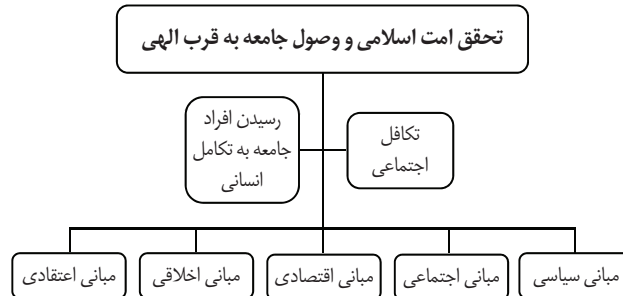 تحقق امت اسلامی و وصول جامعه به قرب الهی
تکافل
اجتماعی
رسیدن افراد
جامعه به تکامل
انسانی
مبانی سیاسی
مبانی اجتماعی
مبانی اقتصادی
مبانی اخلاقی
مبانی اعتقادی